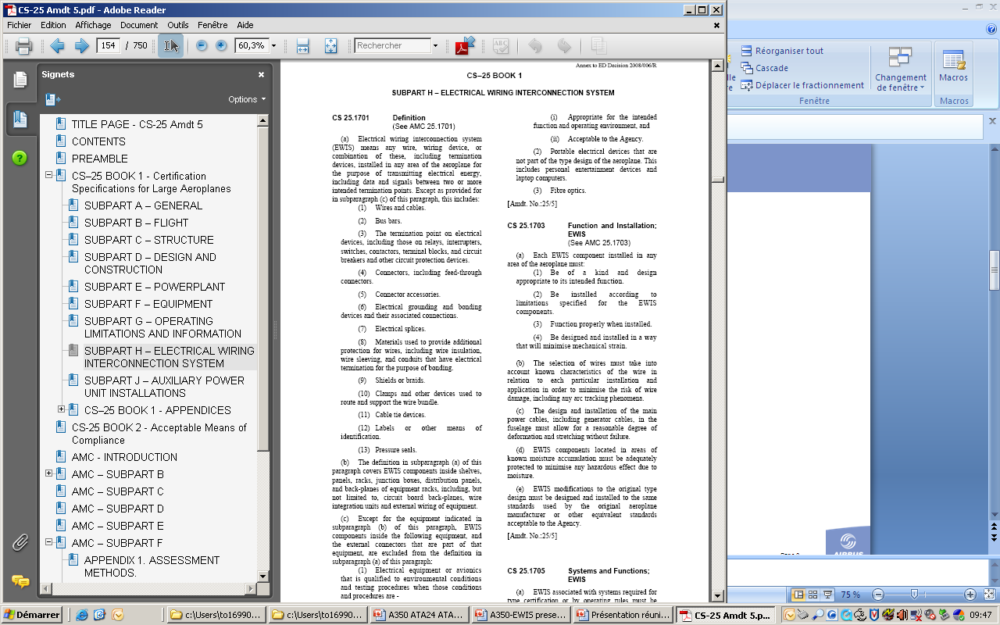 CS-25 Amdt 5.pdf - Adobe Reader
Fichier Edition Affichage Document Outils Fenêtre Aide
154 / 750 60,3% Rechercher
Signets
Options
TITLE PAGE - CS-25 Amdt 5
CONTENTS
PREAMBLE
CS–25 BOOK 1 - Certification
Specifications for Large Aeroplanes
SUBPART A – GENERAL
SUBPART B – FLIGHT
SUBPART C – STRUCTURE
SUBPART D – DESIGN AND
CONSTRUCTION
SUBPART E – POWERPLANT
SUBPART F – EQUIPMENT
SUBPART G – OPERATING
LIMITATIONS AND INFORMATION
SUBPART H – ELECTRICAL WIRING
INTERCONNECTION SYSTEM
SUBPART J – AUXILIARY POWER
UNIT INSTALLATIONS
CS–25 BOOK 1 - APPENDICES
CS-25 BOOK 2 - Acceptable Means of
Compliance
AMC - INTRODUCTION
AMC – SUBPART B
AMC – SUBPART C
AMC – SUBPART D
AMC – SUBPART E
AMC – SUBPART F
APPENDIX 1. ASSESSMENT
METHODS.
Annex to ED Decision 2008/006/R
CS–25 BOOK 1
SUBPART H – ELECTRICAL WIRING INTERCONNECTION SYSTEM
CS 25.1701 Definition
(See AMC 25.1701)
(a) Electrical wiring interconnection system
(EWIS) means any wire, wiring device, or
combination of these, including termination
devices, installed in any area of the aeroplane for
the purpose of transmitting electrical energy,
including data and signals between two or more
intended termination points. Except as provided for
in subparagraph (c) of this paragraph, this includes:
(1) Wires and cables.
(2) Bus bars.
(3) The termination point on electrical
devices, including those on relays, interrupters,
switches, contactors, terminal blocks, and circuit
breakers and other circuit protection devices.
(4) Connectors, including feed-through
connectors.
(5) Connector accessories.
(6) Electrical grounding and bonding
devices and their associated connections.
(7) Electrical splices.
(8) Materials used to provide additional
protection for wires, including wire insulation,
wire sleeving, and conduits that have electrical
termination for the purpose of bonding.
(9) Shields or braids.
(10) Clamps and other devices used to
route and support the wire bundle.
(11) Cable tie devices.
(12) Labels or other means of
identification.
(13) Pressure seals.
(b) The definition in subparagraph (a) of this
paragraph covers EWIS components inside shelves,
panels, racks, junction boxes, distribution panels,
and back-planes of equipment racks, including, but
not limited to, circuit board back-planes, wire
integration units and external wiring of equipment.
(c) Except for the equipment indicated in
subparagraph (b) of this paragraph, EWIS
components inside the following equipment, and
the external connectors that are part of that
equipment, are excluded from the definition in
subparagraph (a) of this paragraph:
(1) Electrical equipment or avionics
that is qualified to environmental conditions
and testing procedures when those conditions
and procedures are -
(i) Appropriate for the intended
function and operating environment, and
(ii) Acceptable to the Agency.
(2) Portable electrical devices that are
not part of the type design of the aeroplane. This
includes personal entertainment devices and
laptop computers.
(3) Fibre optics.
[Amdt. No.:25/5]
CS 25.1703 Function and Installation;
EWIS
(See AMC 25.1703)
(a) Each EWIS component installed in any
area of the aeroplane must:
(1) Be of a kind and design
appropriate to its intended function.
(2) Be installed according to
limitations specified for the EWIS
components.
(3) Function properly when installed.
(4) Be designed and installed in a way
that will minimise mechanical strain.
(b) The selection of wires must take into
account known characteristics of the wire in
relation to each particular installation and
application in order to minimise the risk of wire
damage, including any arc tracking phenomena.
(c) The design and installation of the main
power cables, including generator cables, in the
fuselage must allow for a reasonable degree of
deformation and stretching without failure.
(d) EWIS components located in areas of
known moisture accumulation must be adequately
protected to minimise any hazardous effect due to
moisture.
(e) EWIS modifications to the original type
design must be designed and installed to the same
standards used by the original aeroplane
manufacturer or other equivalent standards
acceptable to the Agency.
[Amdt. No.:25/5]
CS 25.1705 Systems and Functions;
EWIS
(a) EWIS associated with systems required for
type certification or by operating rules must be
Réorganiser tout
Cascade
Déplacer le fractionnement
Changement
de fenêtre
Macros
Fenêtre
Macros
AIRBUS
75 %
Démarrer c:\Users\to16990... c:\Users\to16990... A350 ATA24 ATA... A350-EWIS prese... Présentation réuni... CS-25 Amdt 5.p... 09:47